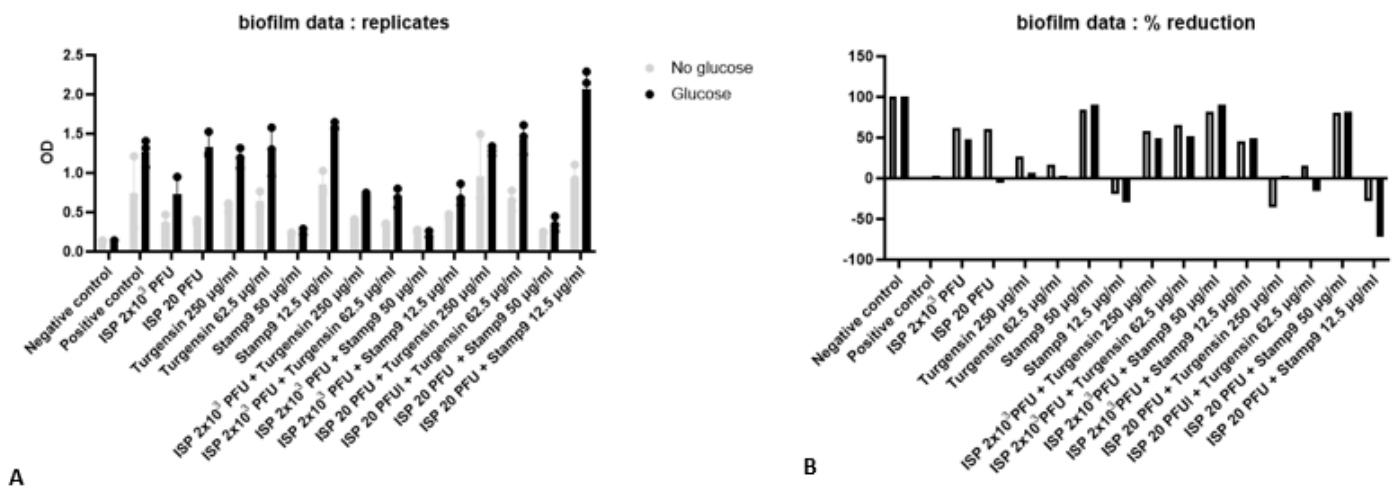 biofilm data : replicates
2.5
2.0
1.5
1.0
0.5
0.0
OD
No glucose
Glucose
Negative control
Positive control
ISP 2x10³ PFU
ISP 20 PFU
Turgensin 250 µg/ml
Turgensin 62.5 µg/ml
Stamp9 50 µg/ml
Stamp9 12.5 µg/ml
ISP 2x10³ PFU + Turgensin 250 µg/ml
ISP 2x10³ PFU + Turgensin 62.5 µg/ml
ISP 2x10³ PFU + Stamp9 50 µg/ml
ISP 2x10³ PFU + Stamp9 12.5 µg/ml
ISP 20 PFU + Turgensin 250 µg/ml
ISP 20 PFUl + Turgensin 62.5 µg/ml
ISP 20 PFU + Stamp9 50 µg/ml
ISP 20 PFU + Stamp9 12.5 µg/ml
A
biofilm data : % reduction
150
100
50
0
-50
-100
Negative control
Positive control
ISP 2x10³ PFU
ISP 20 PFU
Turgensin 250 µg/ml
Turgensin 62.5 µg/ml
Stamp9 50 µg/ml
Stamp9 12.5 µg/ml
ISP 2x10³PFU + Turgensin 250 µg/ml
ISP 2x10³PFU + Turgensin 62.5 µg/ml
ISP 2x10³PFU + Stamp9 50 µg/ml
ISP 2x10³PFU + Stamp9 12.5 µg/ml
ISP 20 PFU + Turgensin 250 µg/ml
ISP 20 PFUl + Turgensin 62.5 µg/ml
ISP 20 PFU + Stamp9 50 µg/ml
ISP 20 PFU + Stamp9 12.5 µg/ml
B